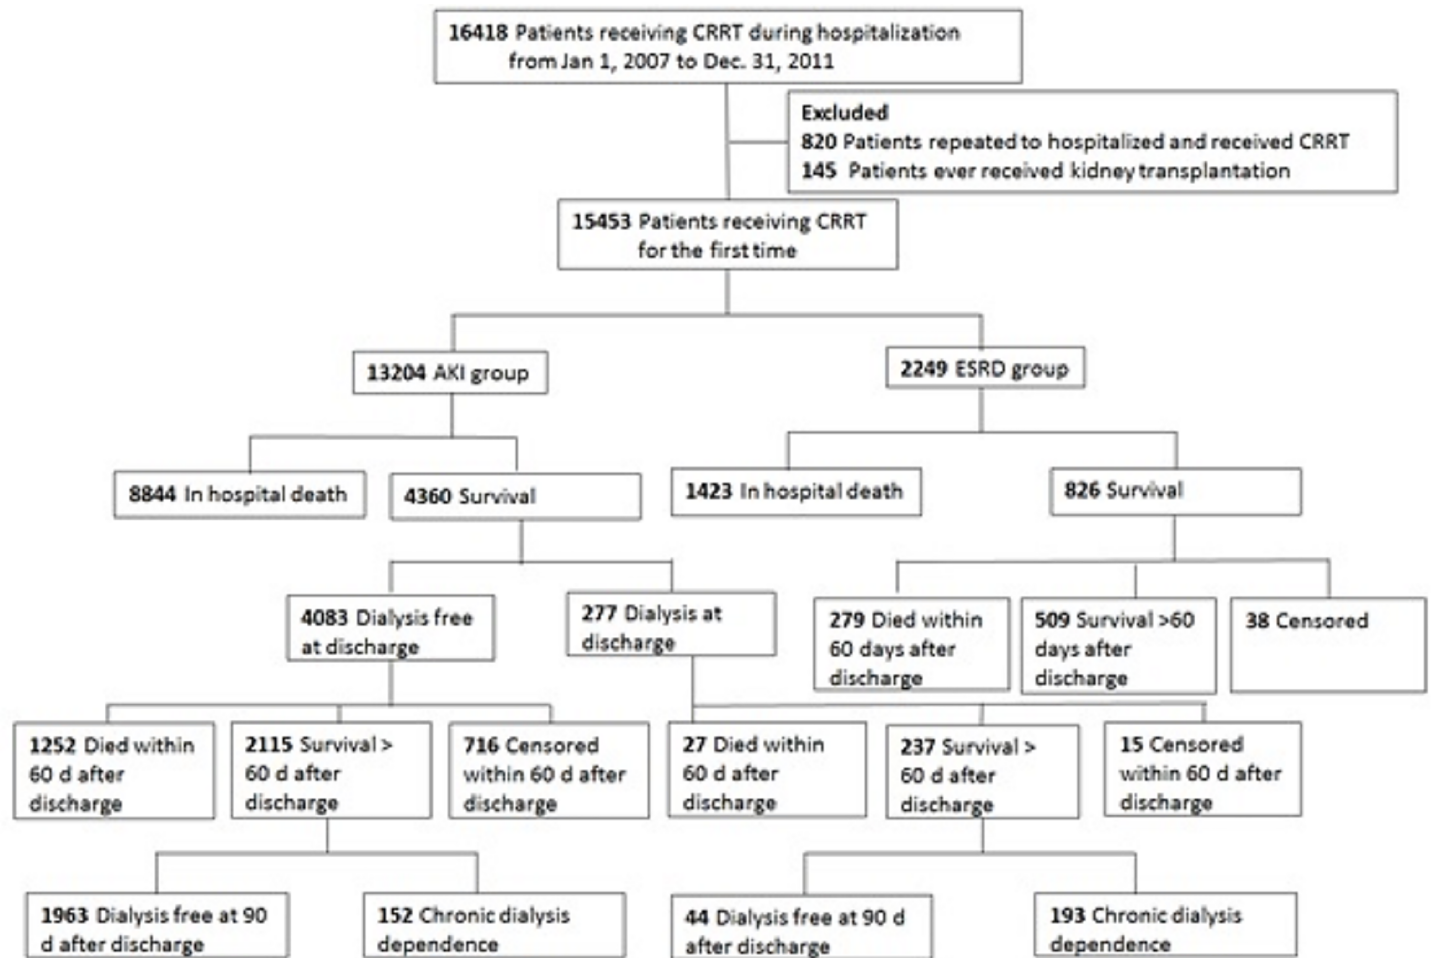 16418 Patients receiving CRRT during hospitalization
from Jan 1, 2007 to Dec. 31, 2011
Excluded
820 Patients repeated to hospitalized and received CRRT
145 Patients ever received kidney transplantation
15453 Patients receiving CRRT
for the first time
13204 AKI group
2249 ESRD group
8844 In hospital death
4360 Survival
1423 In hospital death
826 Survival
4083 Dialysis free
at discharge
277 Dialysis at
discharge
279 Died within
60 days after
discharge
509 Survival >60
days after
discharge
38 Censored
1252 Died within
60 d after
discharge
2115 Survival >
60 d after
discharge
716 Censored
within 60 d after
discharge
27 Died within
60 d after
discharge
237 Survival >
60 d after
discharge
15 Censored
within 60 d after
discharge
1963 Dialysis free at 90
d after discharge
152 Chronic dialysis
dependence
44 Dialysis free at 90 d
after discharge
193 Chronic dialysis
dependence